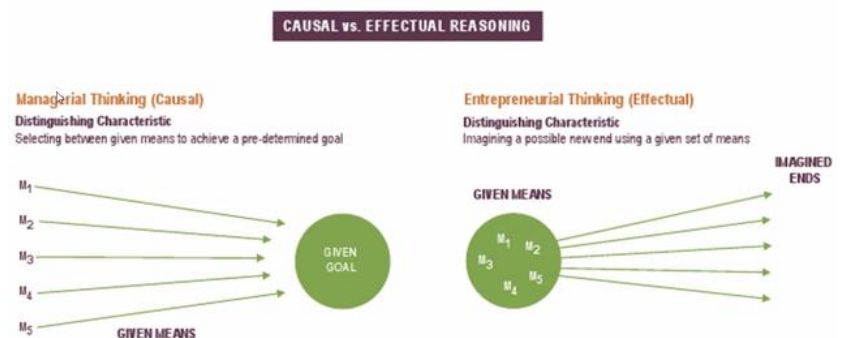 CAUSAL vs. EFFECTUAL REASONING
Managerial Thinking (Causal)
Distinguishing Characteristic
Selecting between given means to achieve a pre-determined goal
M1
M2
M3
M4
M5
GIVEN MEANS
GIVEN
GOAL
Entrepreneurial Thinking (Effectual)
Distinguishing Characteristic
Imagining a possible new end using a given set of means
GIVEN MEANS
M1
M2
M3
M5
M4
IMAGINED
ENDS